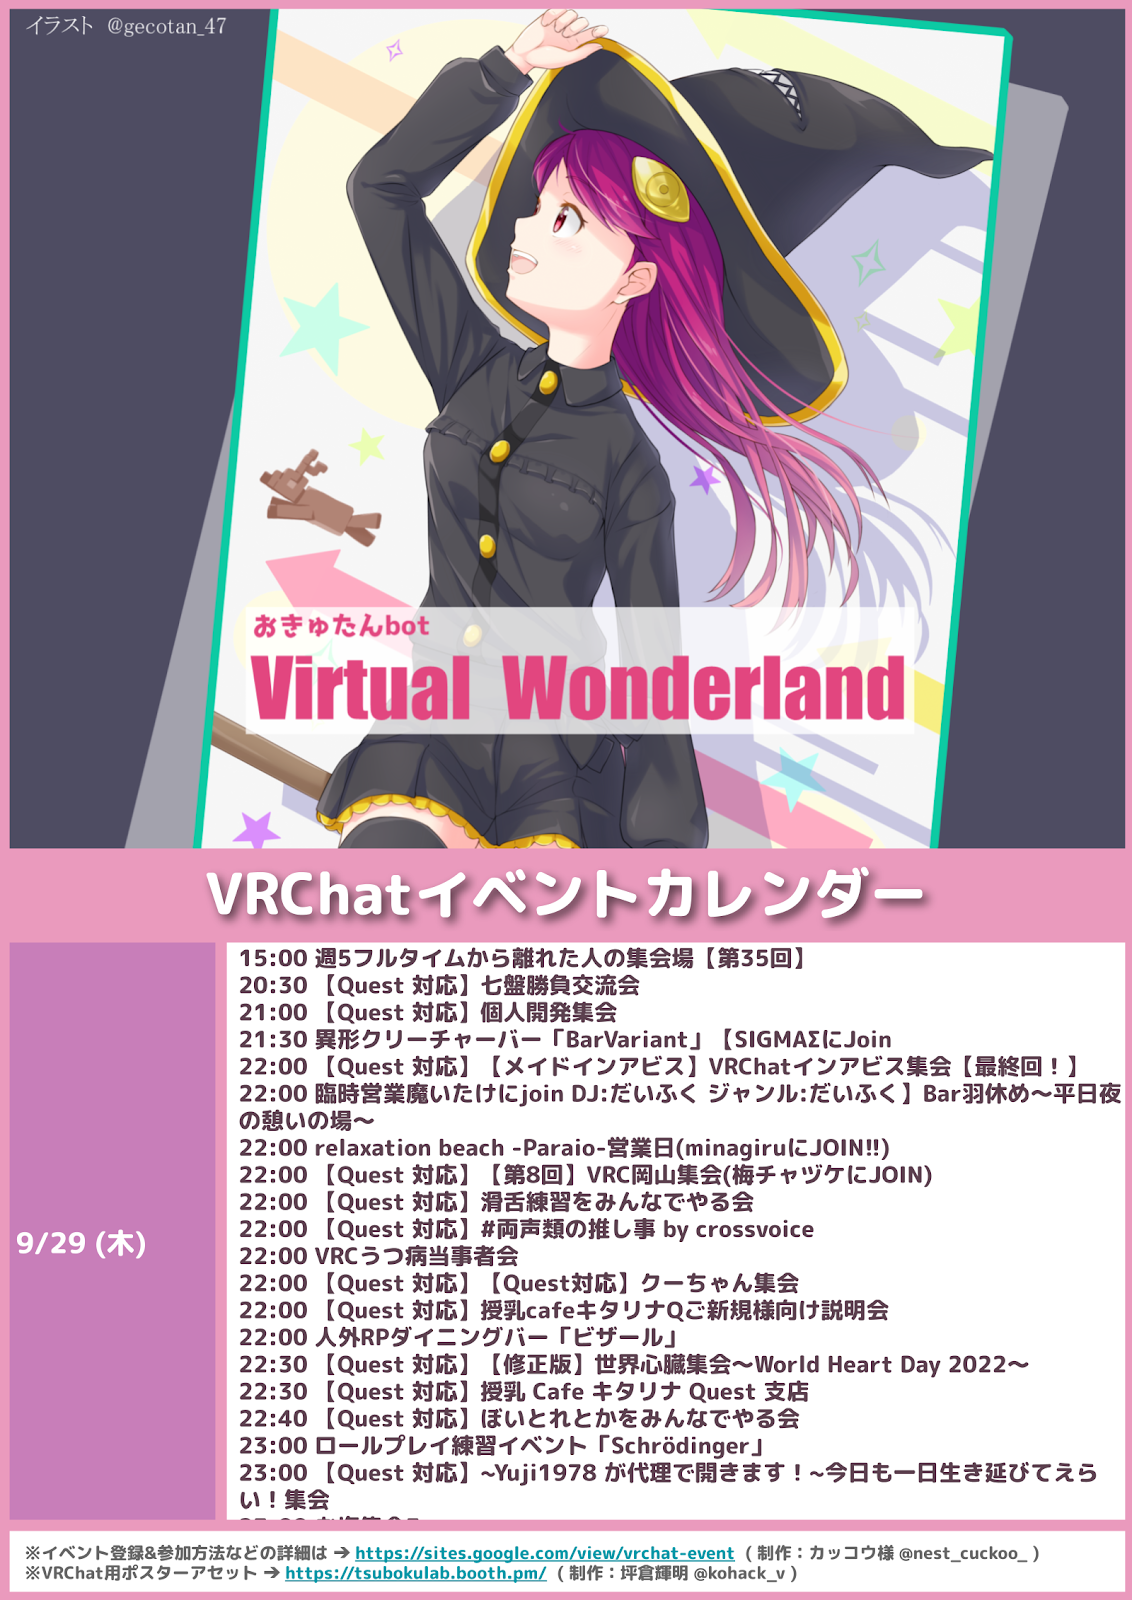 イラスト @gecotan_47
おきゅたんbot
Virtual Wonderland
VRChatイベントカレンダー
9/29 (木)
15:00 週5フルタイムから離れた人の集会場【第35回】
20:30 【Quest 対応】七盤勝負交流会
21:00 【Quest 対応】個人開発集会
21:30 異形クリーチャーバー「BarVariant」【SIGMAΣにJoin
22:00 【Quest 対応】【メイドインアビス】VRChatインアビス集会【最終回！】
22:00 臨時営業魔いたけにjoin DJ:だいふく ジャンル:だいふく】Bar羽休め～平日夜
の憩いの場～
22:00 relaxation beach -Paraio-営業日(minagiruにJOIN!!)
22:00 【Quest 対応】【第8回】VRC岡山集会(梅チャヅケにJOIN)
22:00 【Quest 対応】滑舌練習をみんなでやる会
22:00 【Quest 対応】#両声類の推し事 by crossvoice
22:00 VRCうつ病当事者会
22:00 【Quest 対応】【Quest対応】クーちゃん集会
22:00 【Quest 対応】授乳cafeキタリナQご新規様向け説明会
22:00 人外RPダイニングバー「ビザール」
22:30 【Quest 対応】【修正版】世界心臓集会～World Heart Day 2022～
22:30 【Quest 対応】授乳 Cafe キタリナ Quest 支店
22:40 【Quest 対応】ぼいとれとかをみんなでやる会
23:00 ロールプレイ練習イベント「Schrödinger」
23:00 【Quest 対応】~Yuji1978 が代理で開きます！~今日も一日生き延びてえら
い！集会
※イベント登録&参加方法などの詳細は ➔ https://sites.google.com/view/vrchat-event （制作：カッコウ様 @nest_cuckoo_ ）
※VRChat用ポスターアセット ➔ https://tsubokulab.booth.pm/ （制作：坪倉輝明 @kohack_v ）